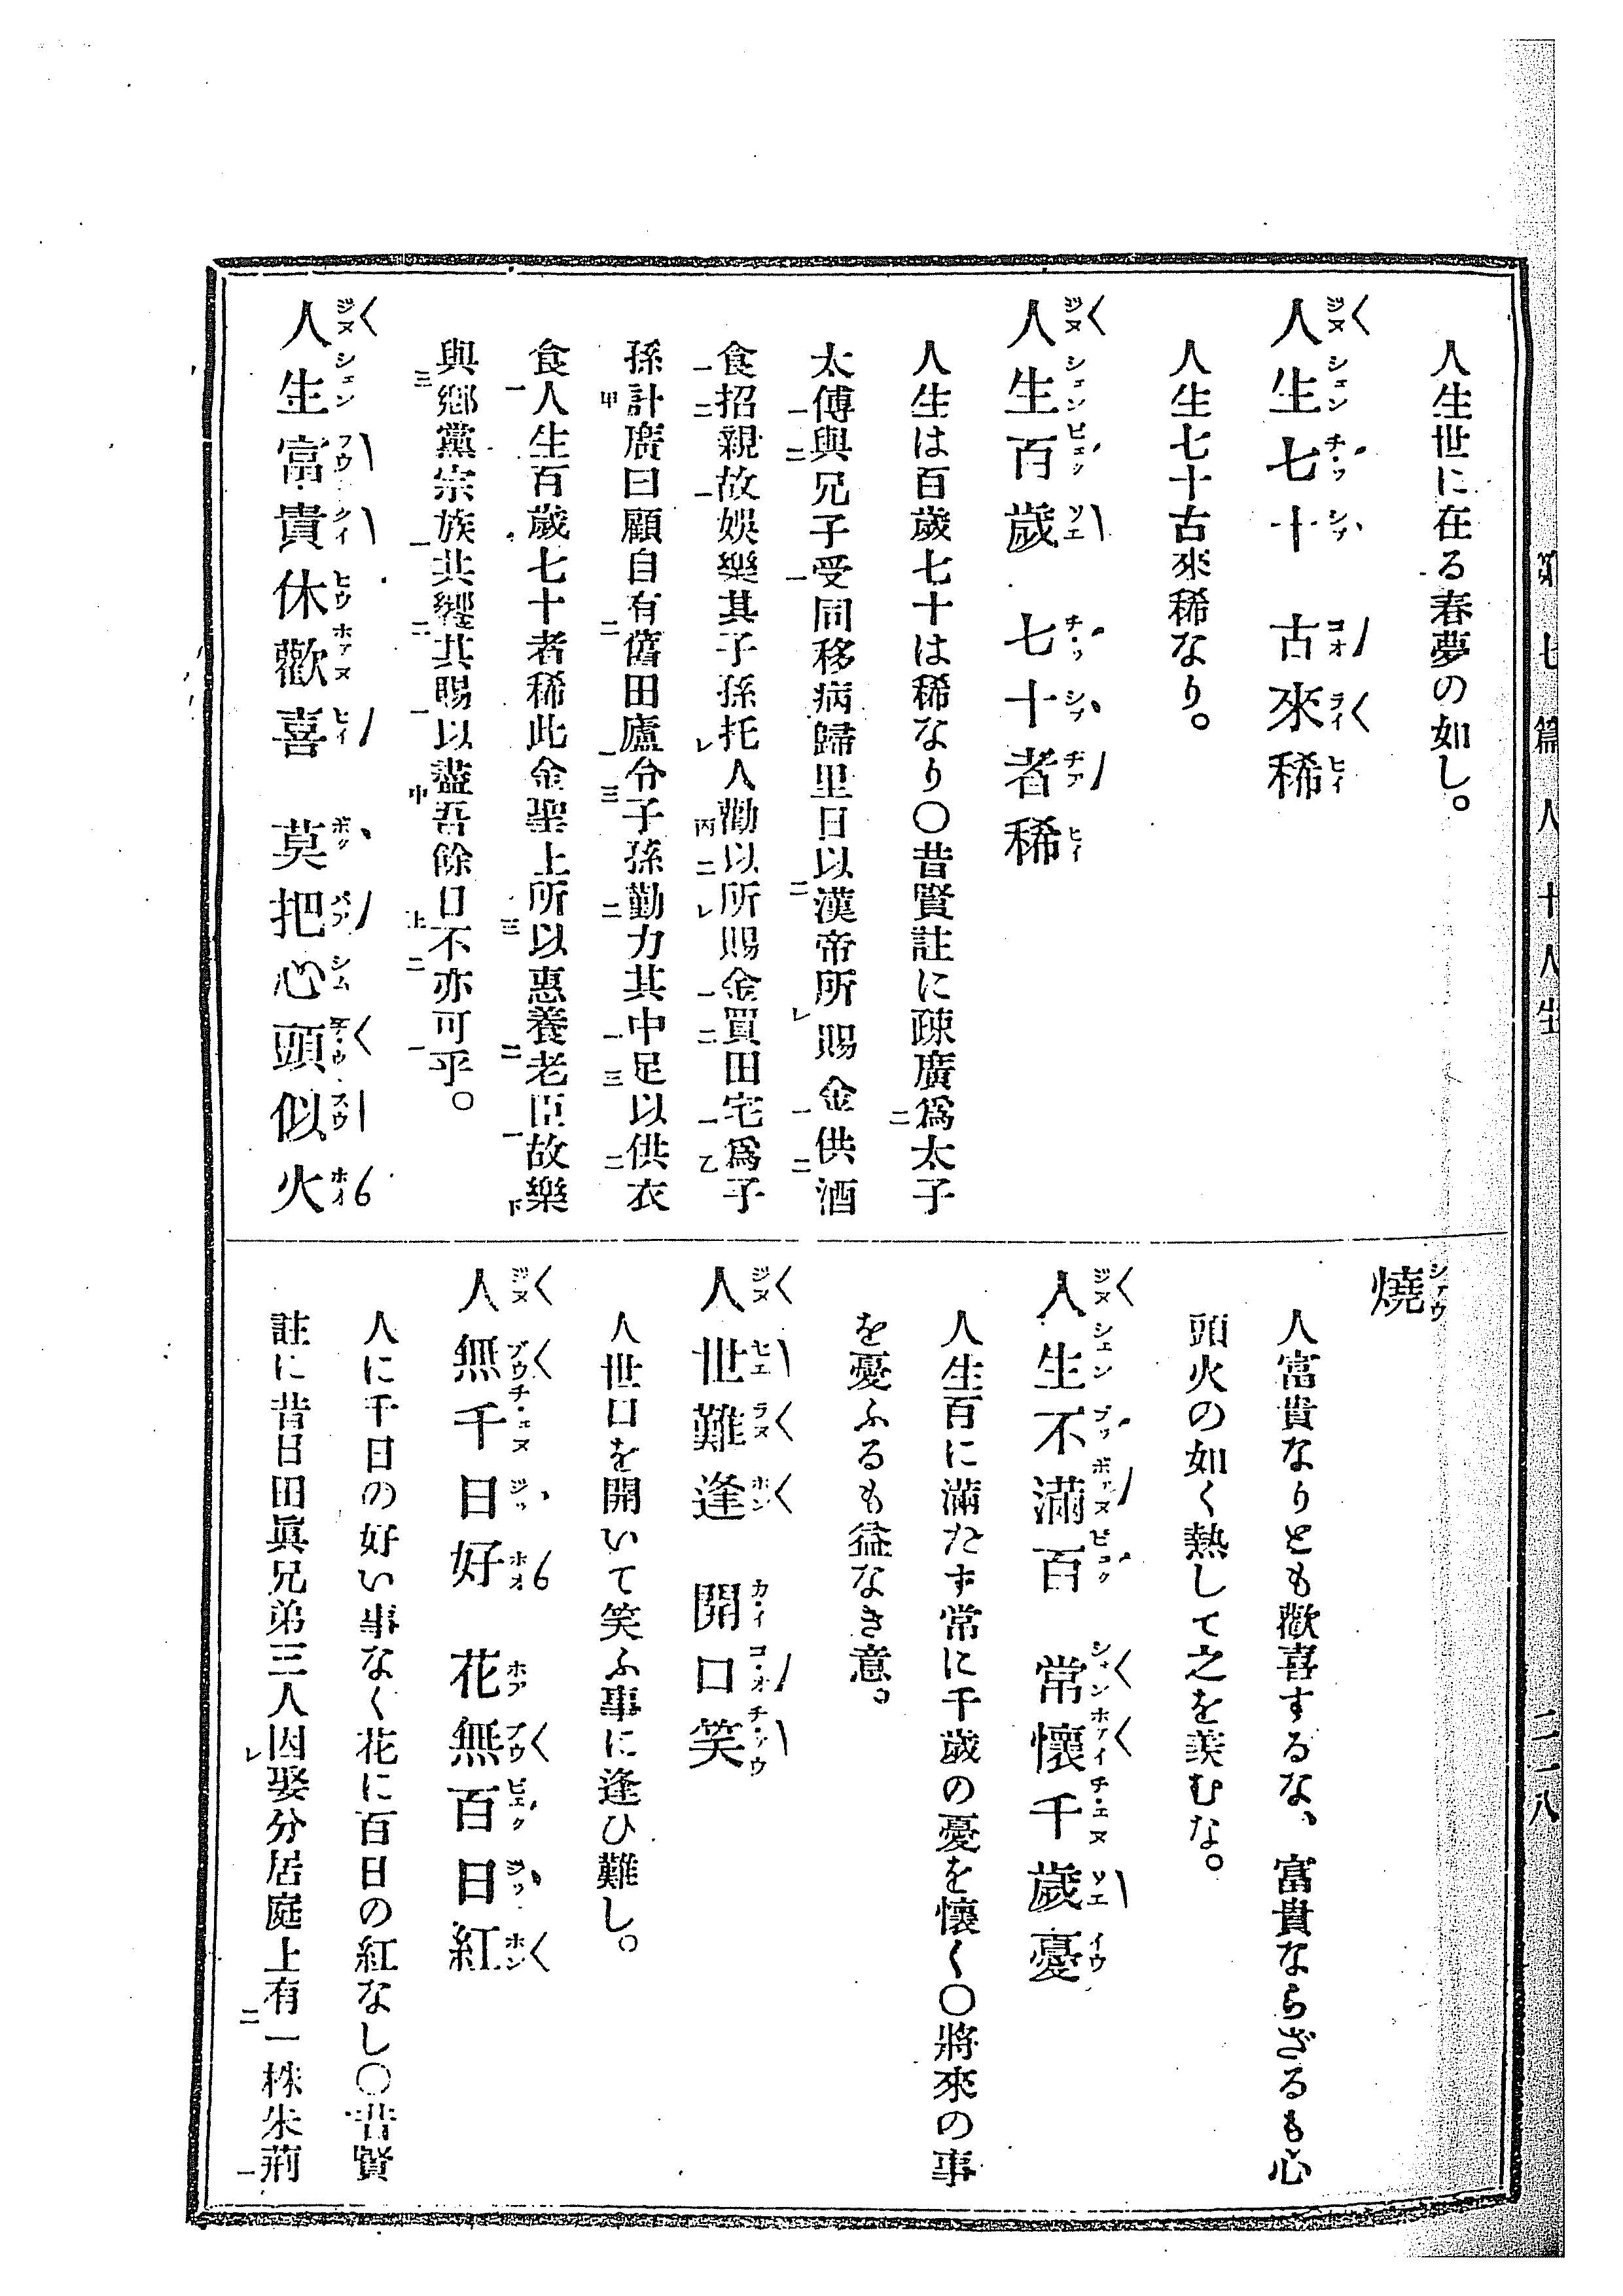 第七篇 人 十人生 二一八
人生世に在る春夢の如し。
人生七十 古來稀
人生七十古來稀なり。
人生百歲 七十者稀
人生は百歲七十は稀なり〇昔賢註に疎廣爲太子
太傅與兄子受同移病歸里日以漢帝所賜金供酒
食招親故娛樂其子孫托人勸以所賜金買田宅爲子
孫計廣曰顧自有舊田廬令子孫勤力其中足以供衣
食人生百歲七十者稀此金聖上所以惠養老臣故樂
與鄉黨宗族共饗其賜以盡吾餘日不亦可乎。
人生富貴休歡喜 莫把心頭似火
燒
人富貴なりとも歡喜するな、富貴ならざるも心
頭火の如く熱して之を羨むな。
人生不滿百 常懷千歲憂
人生百に滿たず常に千歲の憂を懷く〇將來の事
を憂ふるも益なき意。
人世難逢 開口笑
人世口を開いて笑ふ事に逢ひ難し。
人無千日好 花無百日紅
人に千日の好い事なく花に百日の紅なし〇昔賢
註に昔日田眞兄弟三人因娶分居庭上有一株朱荊